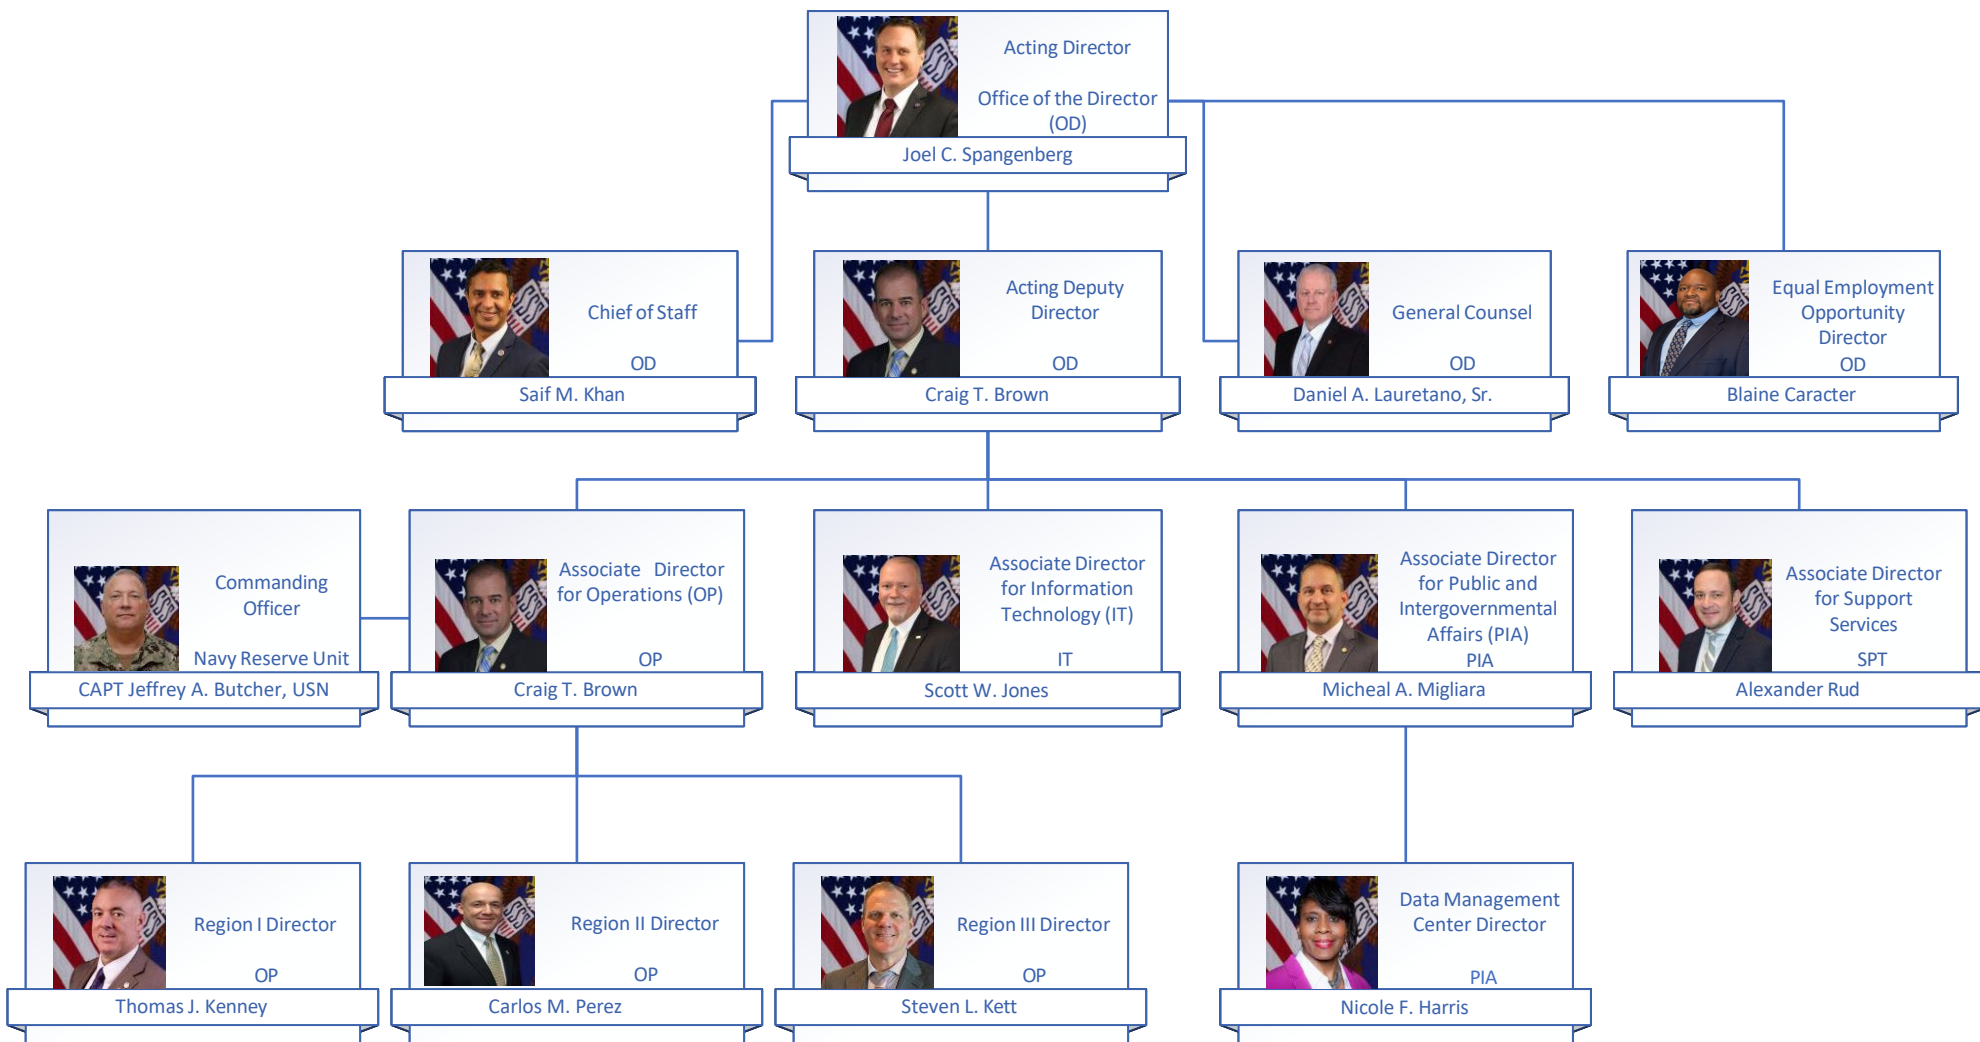 Acting Director
Office of the Director
(OD)
Joel C. Spangenberg
Chief of Staff
OD
Saif M. Khan
Acting Deputy
Director
OD
Craig T. Brown
General Counsel
OD
Daniel A. Lauretano, Sr.
Equal Employment
Opportunity
Director
OD
Blaine Caracter
Commanding
Officer
Navy Reserve Unit
CAPT Jeffrey A. Butcher, USN
Associate Director
for Operations (OP)
OP
Craig T. Brown
Associate Director
for Information
Technology (IT)
IT
Scott W. Jones
Associate Director
for Public and
Intergovernmental
Affairs (PIA)
PIA
Micheal A. Migliara
Associate Director
for Support
Services
SPT
Alexander Rud
Region I Director
OP
Thomas J. Kenney
Region II Director
OP
Carlos M. Perez
Region III Director
OP
Steven L. Kett
Data Management
Center Director
PIA
Nicole F. Harris